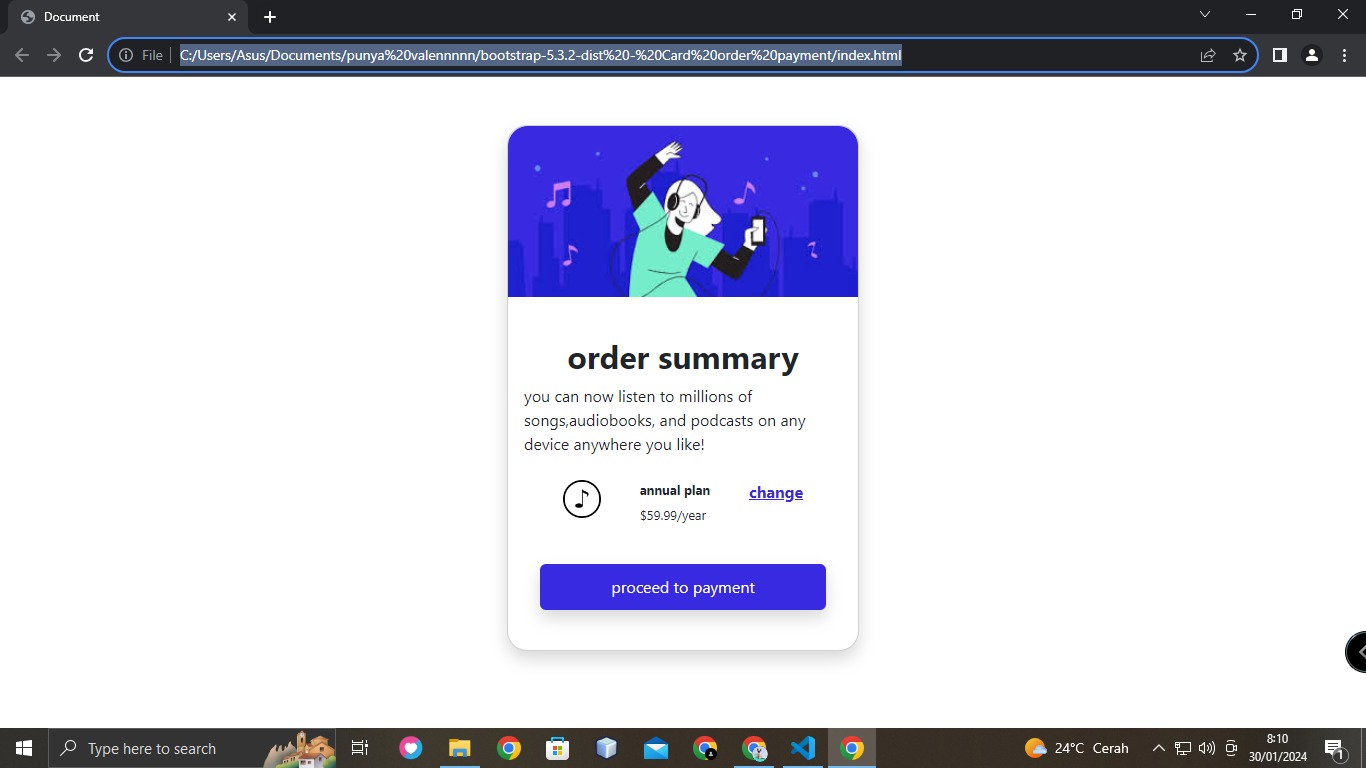 Document
File
C:/Users/Asus/Documents/punya%20valennnnn/bootstrap-5.3.2-dist%20-%20Card%20order%20payment/index.html
order summary
you can now listen to millions of
songs,audiobooks, and podcasts on any
device anywhere you like!
annual plan
change
$59.99/year
proceed to payment
Type here to search
24°C Cerah
8:10
30/01/2024
1